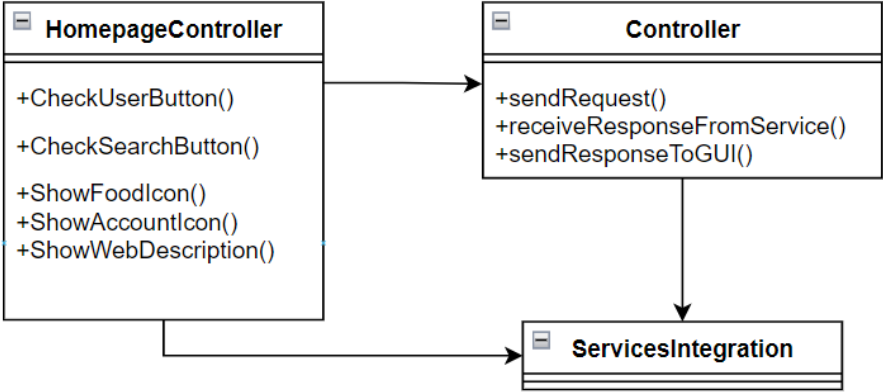 HomepageController
+CheckUserButton()
+CheckSearchButton()
+ShowFoodIcon()
+ShowAccountIcon()
+ShowWebDescription()
Controller
+sendRequest()
+receiveResponseFromService()
+sendResponseToGUI()
ServicesIntegration